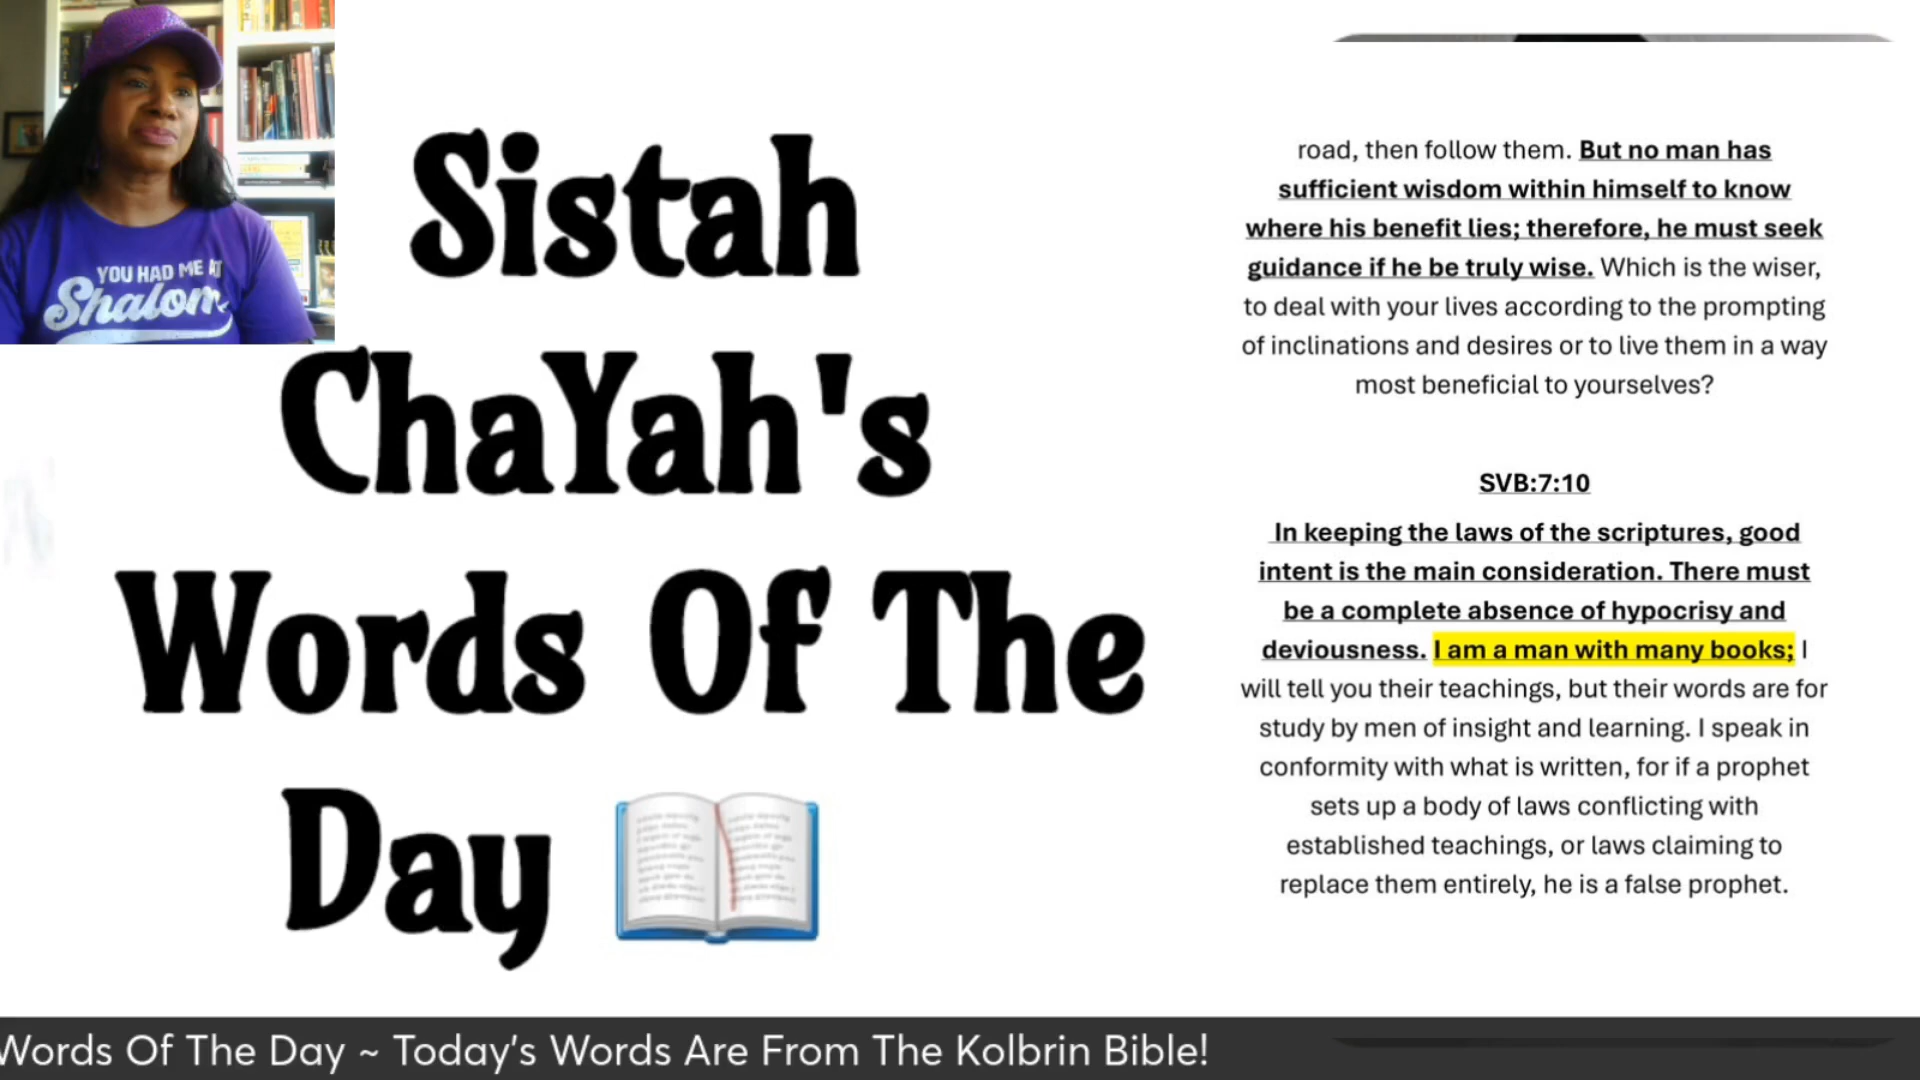 YOU HAD ME AT
Shalom
Sistah
ChaYah's
Words Of The
Day
road, then follow them. But no man has
sufficient wisdom within himself to know
where his benefit lies; therefore, he must seek
guidance if he be truly wise. Which is the wiser,
to deal with your lives according to the prompting
of inclinations and desires or to live them in a way
most beneficial to yourselves?
SVB:7:10
In keeping the laws of the scriptures, good
intent is the main consideration. There must
be a complete absence of hypocrisy and
deviousness. I am a man with many books; I
will tell you their teachings, but their words are for
study by men of insight and learning. I speak in
conformity with what is written, for if a prophet
sets up a body of laws conflicting with
established teachings, or laws claiming to
replace them entirely, he is a false prophet.
Words Of The Day ~ Today's Words Are From The Kolbrin Bible!